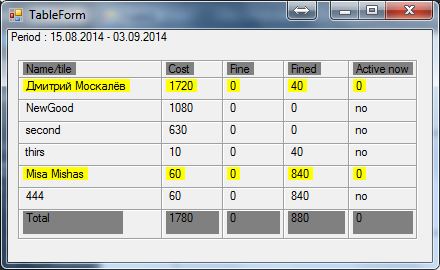 TableForm
Period : 15.08.2014 - 03.09.2014
Name/tile Cost Fine Fined Active now
Дмитрий Москалёв 1720 0 40 0
NewGood 1080 0 0 no
second 630 0 0 no
thirs 10 0 40 no
Misa Mishas 60 0 840 0
444 60 0 840 no
Total 1780 0 880 0